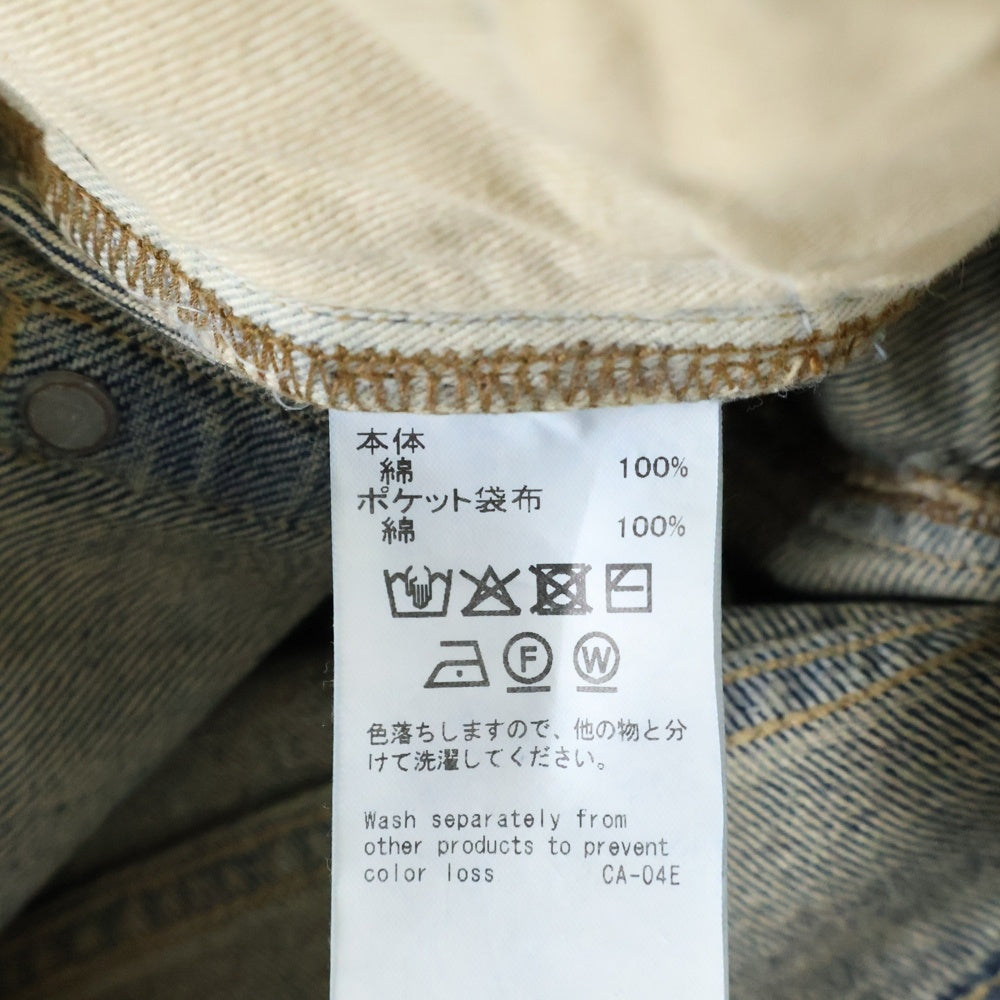 本体
綿 100%
ポケット袋布
綿 100%
F W
色落ちしますので、他の物と分
けて洗濯してください。
Wash separately from
other products to prevent
color loss CA-04E